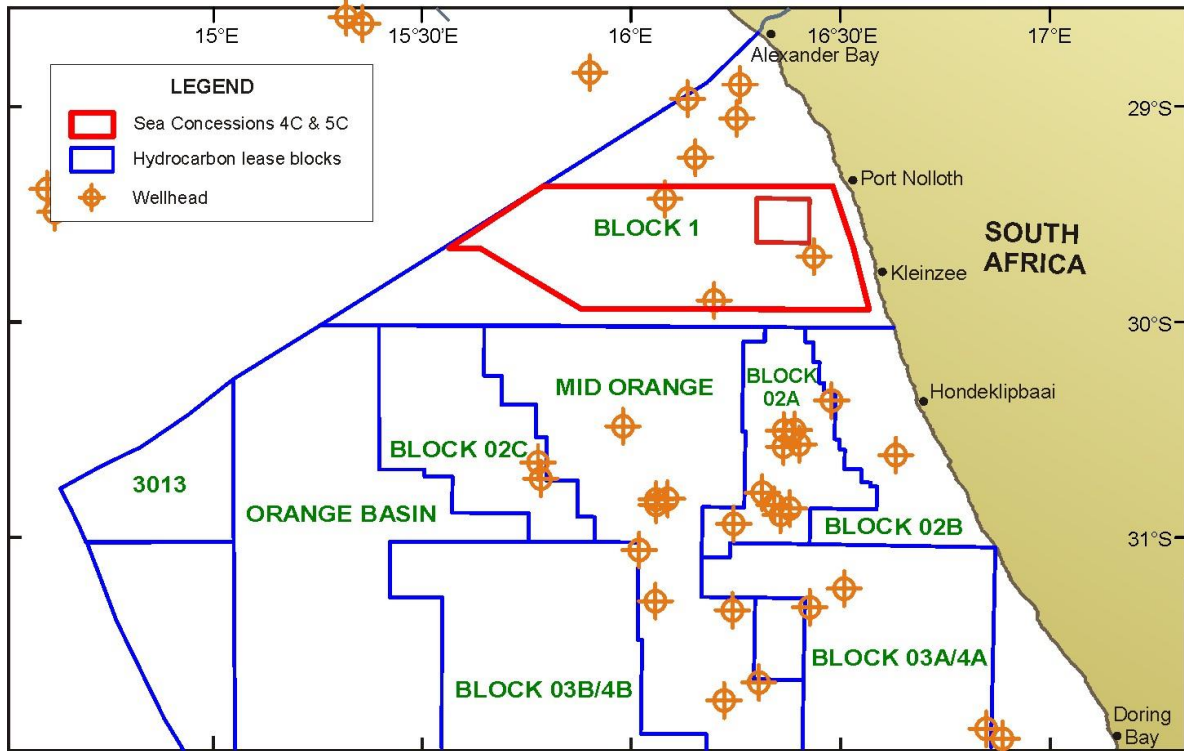 15°E
15°30'E
16°E
16°30'E
17°E
Alexander Bay
LEGEND
Sea Concessions 4C & 5C
Hydrocarbon lease blocks
Wellhead
29°S
Port Nolloth
BLOCK 1
SOUTH
AFRICA
Kleinzee
30°S
MID ORANGE
BLOCK
02A
Hondeklipbaai
BLOCK 02C
3013
ORANGE BASIN
BLOCK 02B
31°S
BLOCK 03A/4A
BLOCK 03B/4B
Doring
Bay